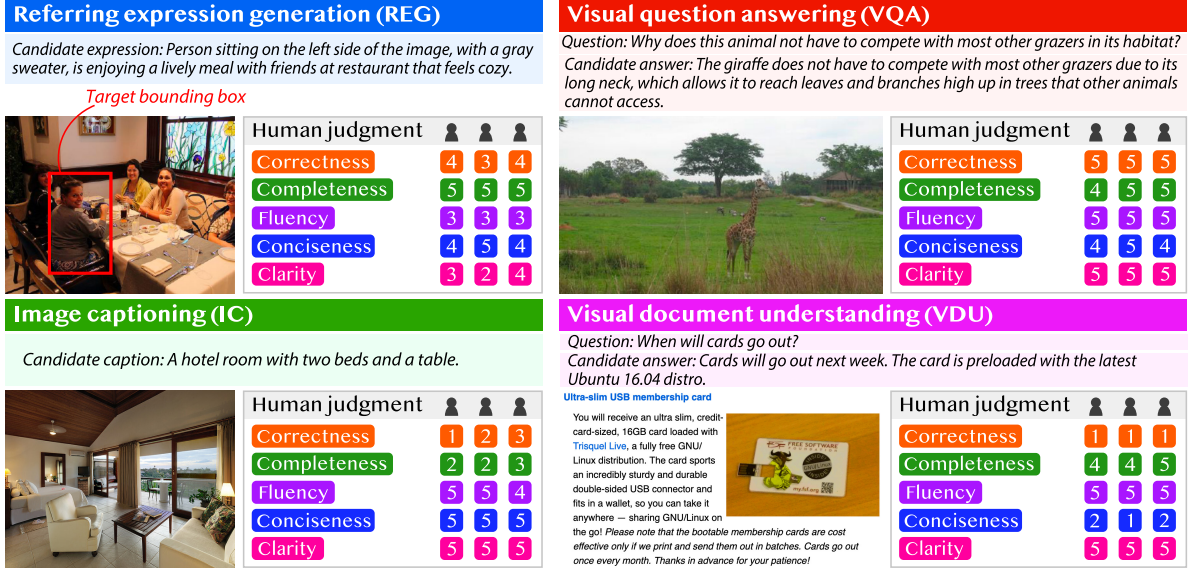 Referring expression generation (REG)
Candidate expression: Person sitting on the left side of the image, with a gray
sweater, is enjoying a lively meal with friends at restaurant that feels cozy.
Target bounding box
Human judgment
Correctness 4 3 4
Completeness 5 5 5
Fluency 3 3 3
Conciseness 4 5 4
Clarity 3 2 4
Visual question answering (VQA)
Question: Why does this animal not have to compete with most other grazers in its habitat?
Candidate answer: The giraffe does not have to compete with most other grazers due to its
long neck, which allows it to reach leaves and branches high up in trees that other animals
cannot access.
Human judgment
Correctness 5 5 5
Completeness 4 5 5
Fluency 5 5 5
Conciseness 4 5 4
Clarity 5 5 5
Image captioning (IC)
Candidate caption: A hotel room with two beds and a table.
Human judgment
Correctness 1 2 3
Completeness 2 2 3
Fluency 5 5 4
Conciseness 5 5 5
Clarity 5 5 5
Visual document understanding (VDU)
Question: When will cards go out?
Candidate answer: Cards will go out next week. The card is preloaded with the latest
Ubuntu 16.04 distro.
Ultra-slim USB membership card
You will receive an ultra slim, credit-
card-sized, 16GB card loaded with
Trisquel Live, a fully free GNU/
Linux distribution. The card sports
an incredibly sturdy and durable
double-sided USB connector and
fits in a wallet, so you can take it
anywhere — sharing GNU/Linux on
the go! Please note that the bootable membership cards are cost
effective only if we print and send them out in batches. Cards go out
once every month. Thanks in advance for your patience!
FREE SOFTWARE
FOUNDATION
Human judgment
Correctness 1 1 1
Completeness 4 4 5
Fluency 5 5 5
Conciseness 2 1 2
Clarity 5 5 5